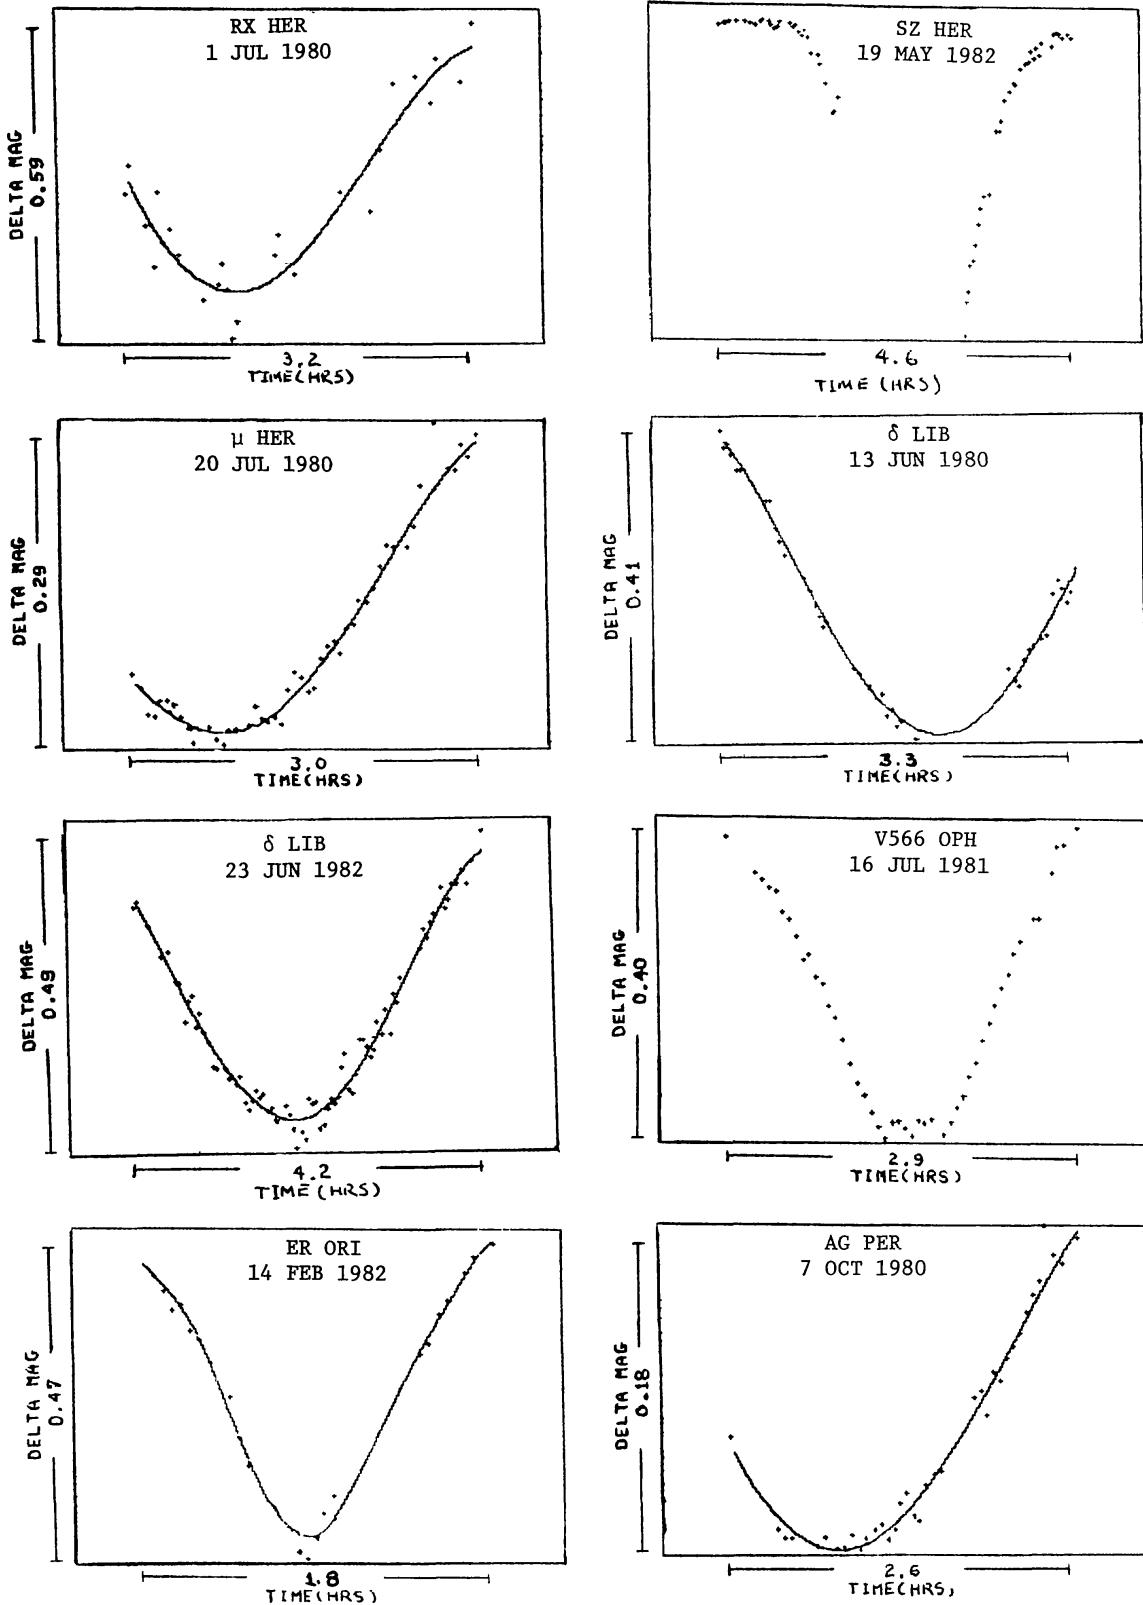 RX HER
1 JUL 1980
DELTA MAG
0.59
3.2
TIME(HRS)
SZ HER
19 MAY 1982
4.6
TIME (HRS)
μ HER
20 JUL 1980
DELTA MAG
0.29
3.0
TIME(HRS)
δ LIB
13 JUN 1980
DELTA MAG
0.41
3.3
TIME(HRS)
δ LIB
23 JUN 1982
DELTA MAG
0.49
4.2
TIME (HRS)
V566 OPH
16 JUL 1981
DELTA MAG
0.40
2.9
TIME(HRS)
ER ORI
14 FEB 1982
DELTA MAG
0.47
1.8
TIME(HRS)
AG PER
7 OCT 1980
DELTA MAG
0.18
2.6
TIME(HRS)